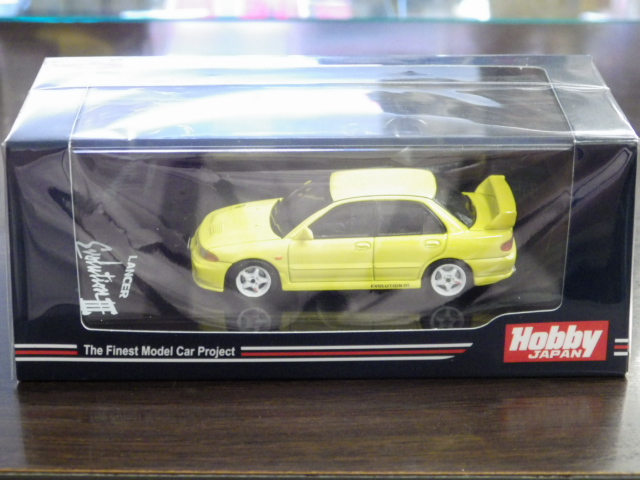 LANCER
Evolution III
EVOLUTION III
The Finest Model Car Project
Hobby
JAPAN